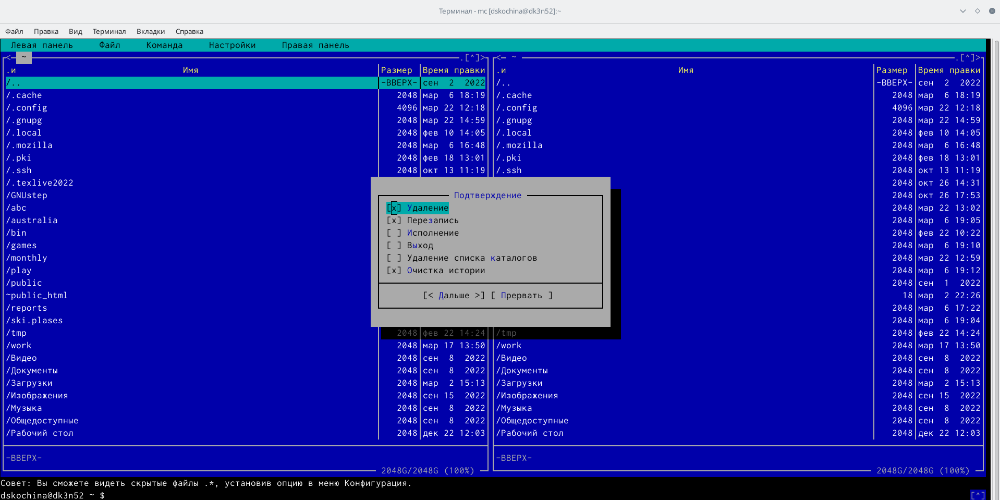 Терминал - mc [dskochina@dk3n52]:~
Файл Правка Вид Терминал Вкладки Справка
Левая панель Файл Команда Настройки Правая панель
<─ ~ .[^]> <─ ~ .[^]>
.и Имя Размер Время правки .и Имя Размер Время правки
/.. -ВВЕРХ- сен 2 2022 /.. -ВВЕРХ- сен 2 2022
/.cache 2048 мар 6 18:19 /.cache 2048 мар 6 18:19
/.config 4096 мар 22 12:18 /.config 4096 мар 22 12:18
/.gnupg 2048 мар 22 14:59 /.gnupg 2048 мар 22 14:59
/.local 2048 фев 10 14:05 /.local 2048 фев 10 14:05
/.mozilla 2048 мар 6 16:48 /.mozilla 2048 мар 6 16:48
/.pki 2048 фев 18 13:01 /.pki 2048 фев 18 13:01
/.ssh 2048 окт 13 11:19 /.ssh 2048 окт 13 11:19
/.texlive2022 2048 окт 26 14:31
/GNUstep Подтверждение 2048 окт 26 17:53
/abc [x] Удаление 2048 мар 22 13:02
/australia [x] Перезапись 2048 мар 6 19:05
/bin [ ] Исполнение 2048 фев 22 10:22
/games [ ] Выход 2048 мар 6 19:10
/monthly [ ] Удаление списка каталогов 2048 мар 22 12:59
/play [x] Очистка истории 2048 мар 6 19:12
/public 2048 сен 1 2022
~public_html [< Дальше >] [ Прервать ] 18 мар 2 22:26
/reports 2048 мар 6 17:22
/ski.plases 2048 мар 6 19:04
/tmp 2048 фев 22 14:24 /tmp 2048 фев 22 14:24
/work 2048 мар 17 13:50 /work 2048 мар 17 13:50
/Видео 2048 сен 8 2022 /Видео 2048 сен 8 2022
/Документы 2048 сен 8 2022 /Документы 2048 сен 8 2022
/Загрузки 2048 мар 2 15:13 /Загрузки 2048 мар 2 15:13
/Изображения 2048 сен 15 2022 /Изображения 2048 сен 15 2022
/Музыка 2048 сен 8 2022 /Музыка 2048 сен 8 2022
/Общедоступные 2048 сен 8 2022 /Общедоступные 2048 сен 8 2022
/Рабочий стол 2048 дек 22 12:03 /Рабочий стол 2048 дек 22 12:03
-ВВЕРХ- -ВВЕРХ-
2048G/2048G (100%) 2048G/2048G (100%)
Совет: Вы сможете видеть скрытые файлы .*, установив опцию в меню Конфигурация.
dskochina@dk3n52 ~ $ [^]